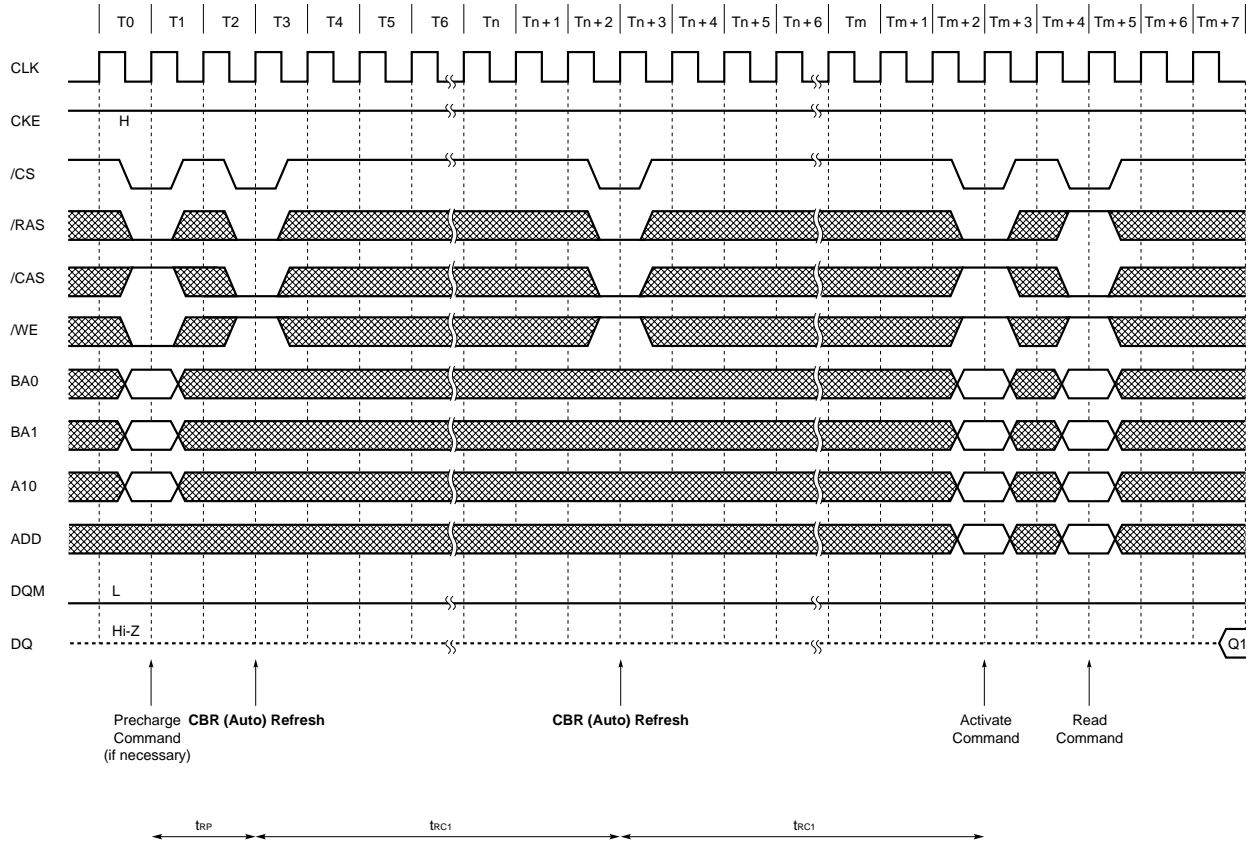 T0 T1 T2 T3 T4 T5 T6 Tn Tn + 1 Tn + 2 Tn + 3 Tn + 4 Tn + 5 Tn + 6 Tm Tm + 1 Tm + 2 Tm + 3 Tm + 4 Tm + 5 Tm + 6 Tm + 7
CLK
CKE H
/CS
/RAS
/CAS
/WE
BA0
BA1
A10
ADD
DQM L
DQ Hi-Z Q1
Precharge
Command
(if necessary)
CBR (Auto) Refresh
CBR (Auto) Refresh
Activate
Command
Read
Command
tRP tRC1 tRC1